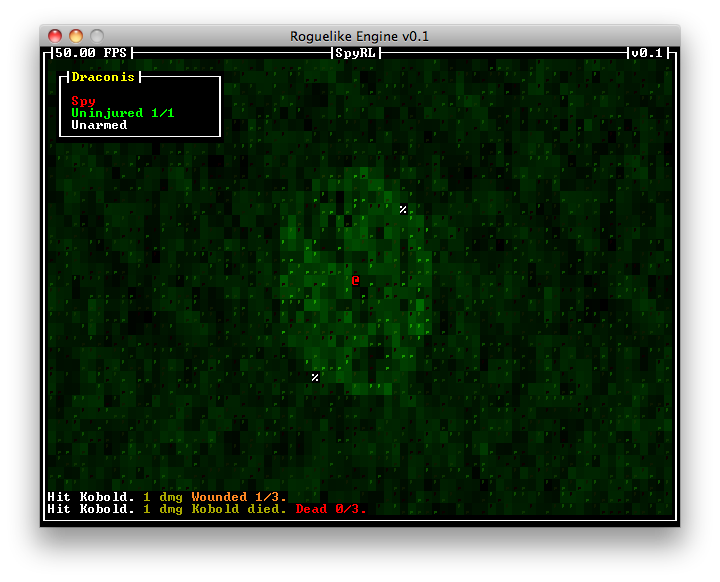 Roguelike Engine v0.1
50.00 FPS SpyRL v0.1
Draconis
Spy
Uninjured 1/1
Unarmed
%
@
%
Hit Kobold. 1 dmg Wounded 1/3.
Hit Kobold. 1 dmg Kobold died. Dead 0/3.